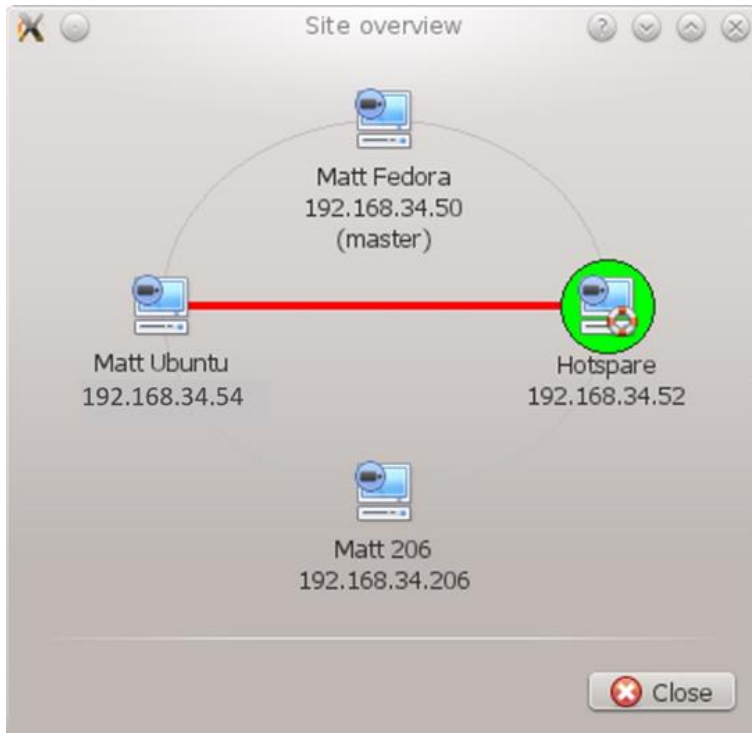 Site overview
Matt Fedora
192.168.34.50
(master)
Matt Ubuntu
192.168.34.54
Hotspare
192.168.34.52
Matt 206
192.168.34.206
Close